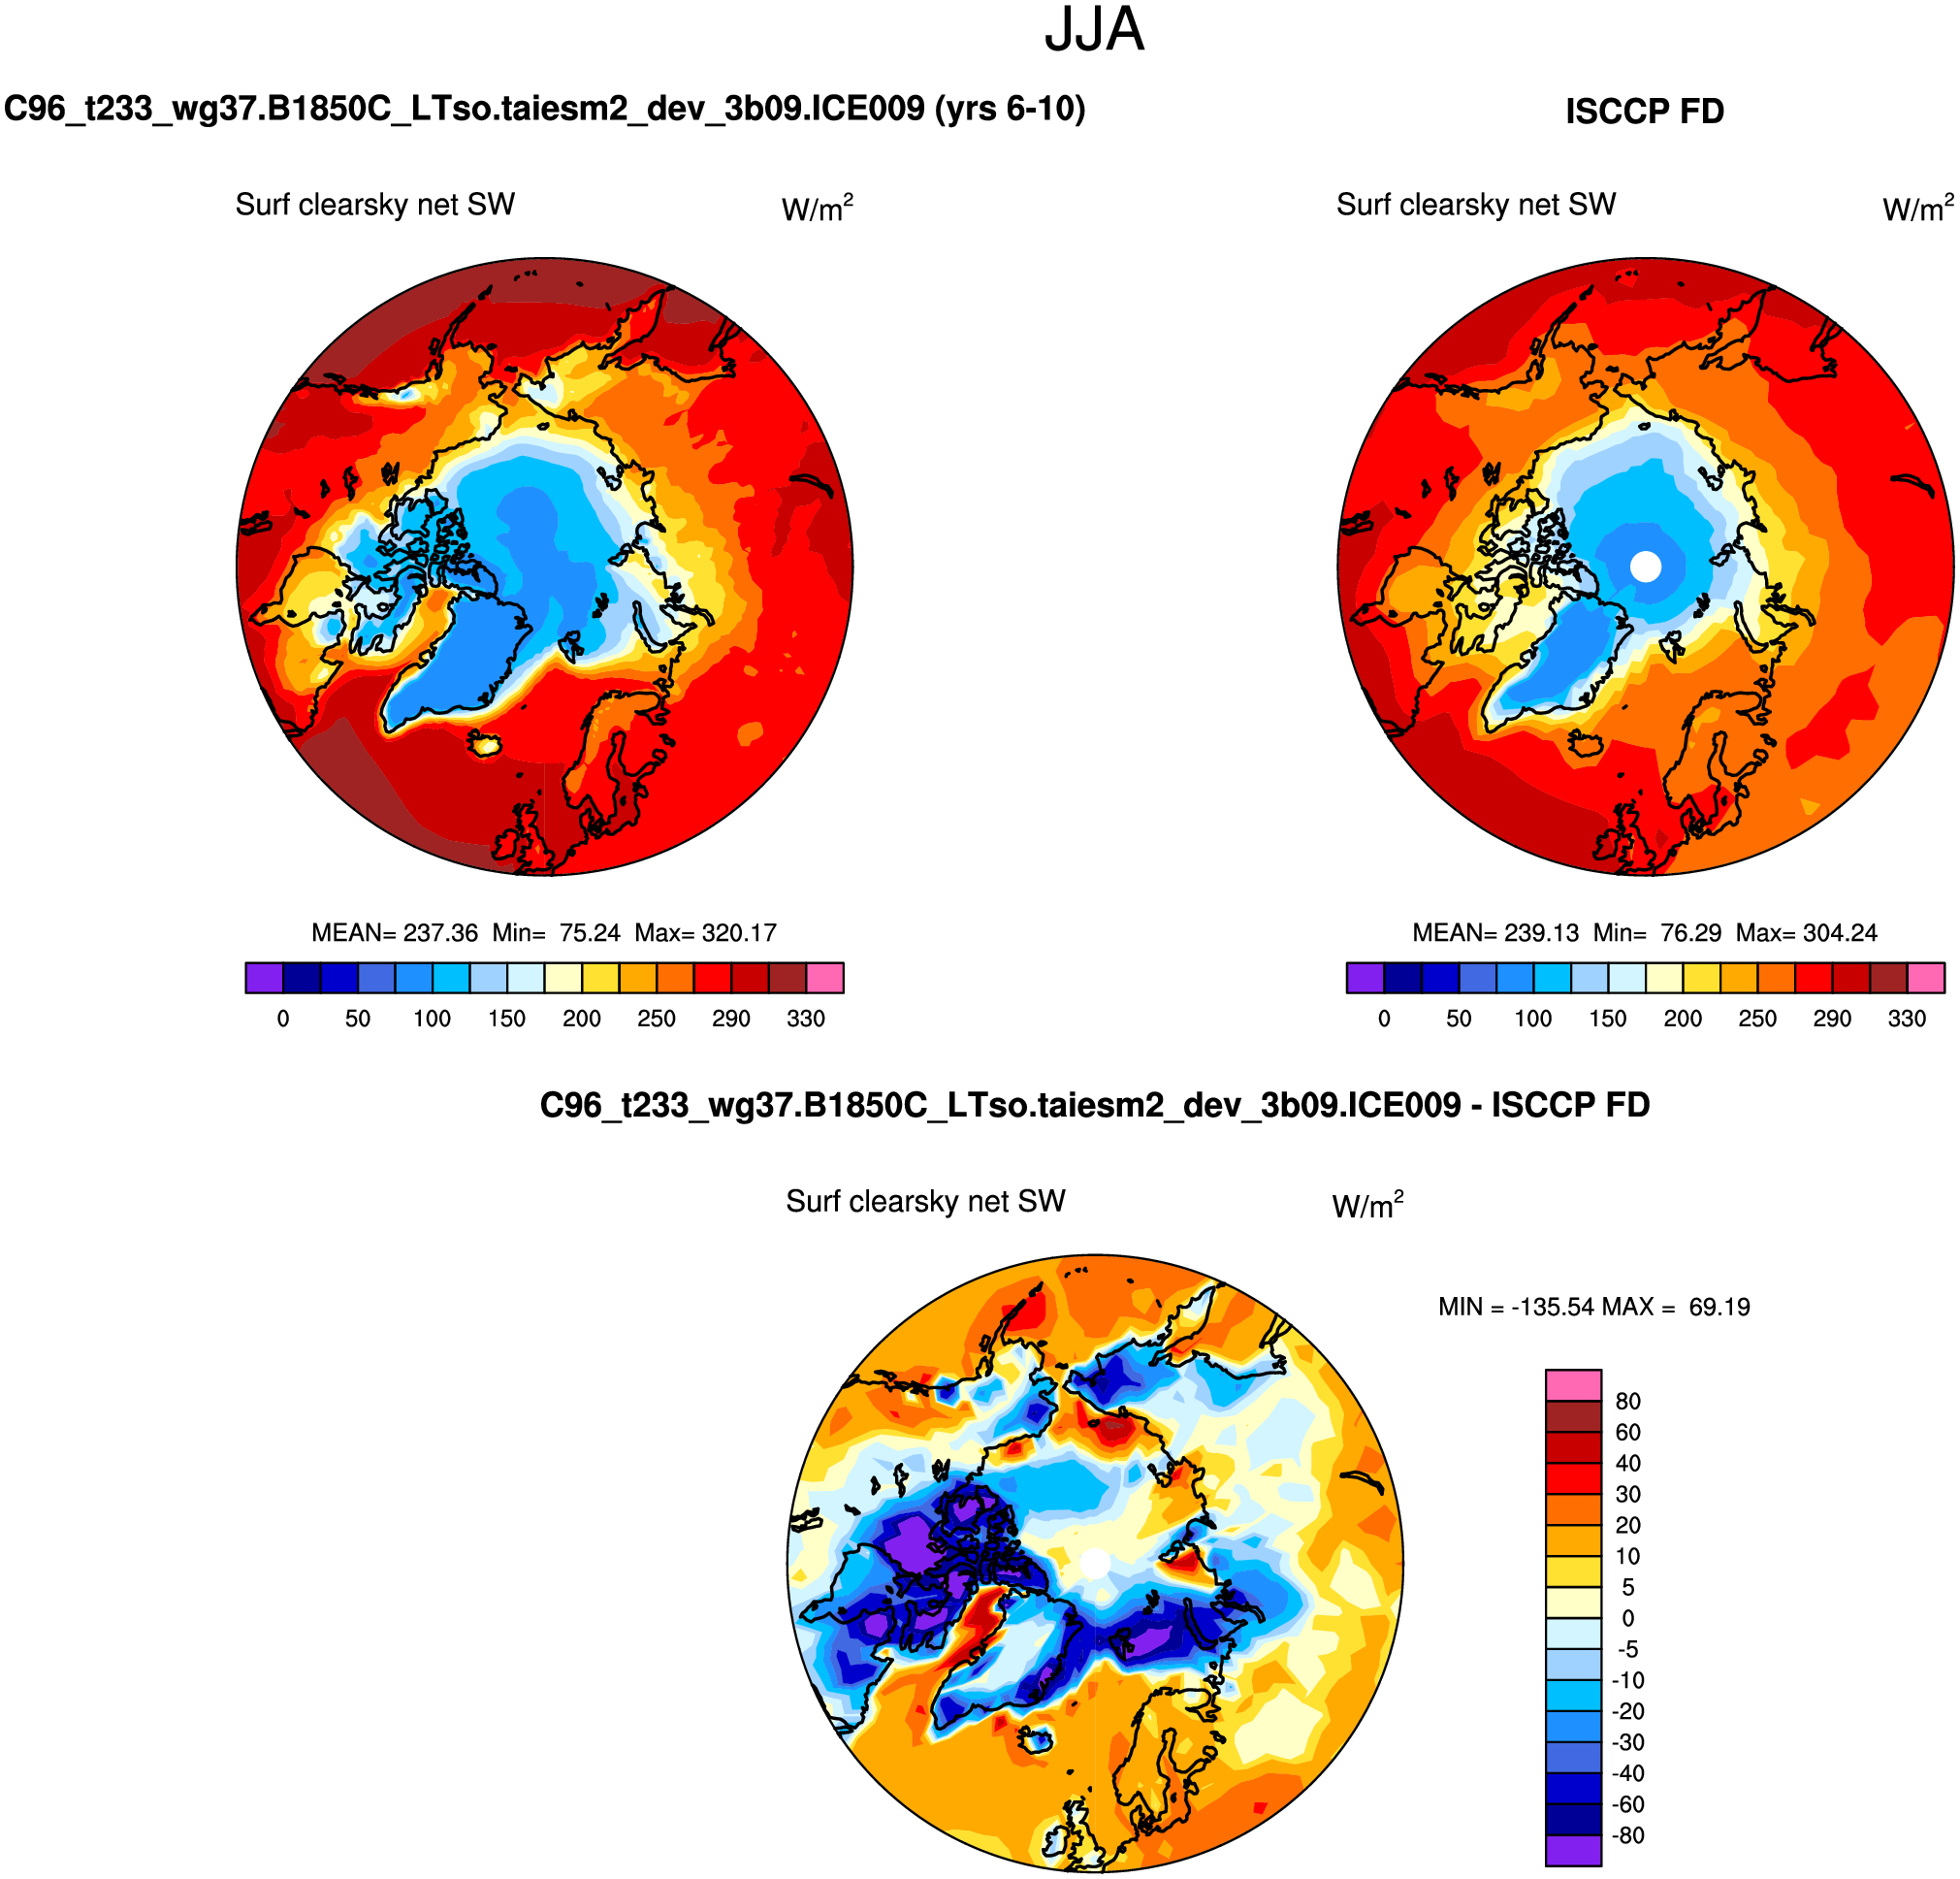 JJA
C96_t233_wg37.B1850C_LTso.taiesm2_dev_3b09.ICE009 (yrs 6-10)
ISCCP FD
Surf clearsky net SW W/m²
Surf clearsky net SW W/m²
MEAN= 237.36 Min= 75.24 Max= 320.17
MEAN= 239.13 Min= 76.29 Max= 304.24
0 50 100 150 200 250 290 330
0 50 100 150 200 250 290 330
C96_t233_wg37.B1850C_LTso.taiesm2_dev_3b09.ICE009 - ISCCP FD
Surf clearsky net SW W/m²
MIN = -135.54 MAX = 69.19
80
60
40
30
20
10
5
0
-5
-10
-20
-30
-40
-60
-80